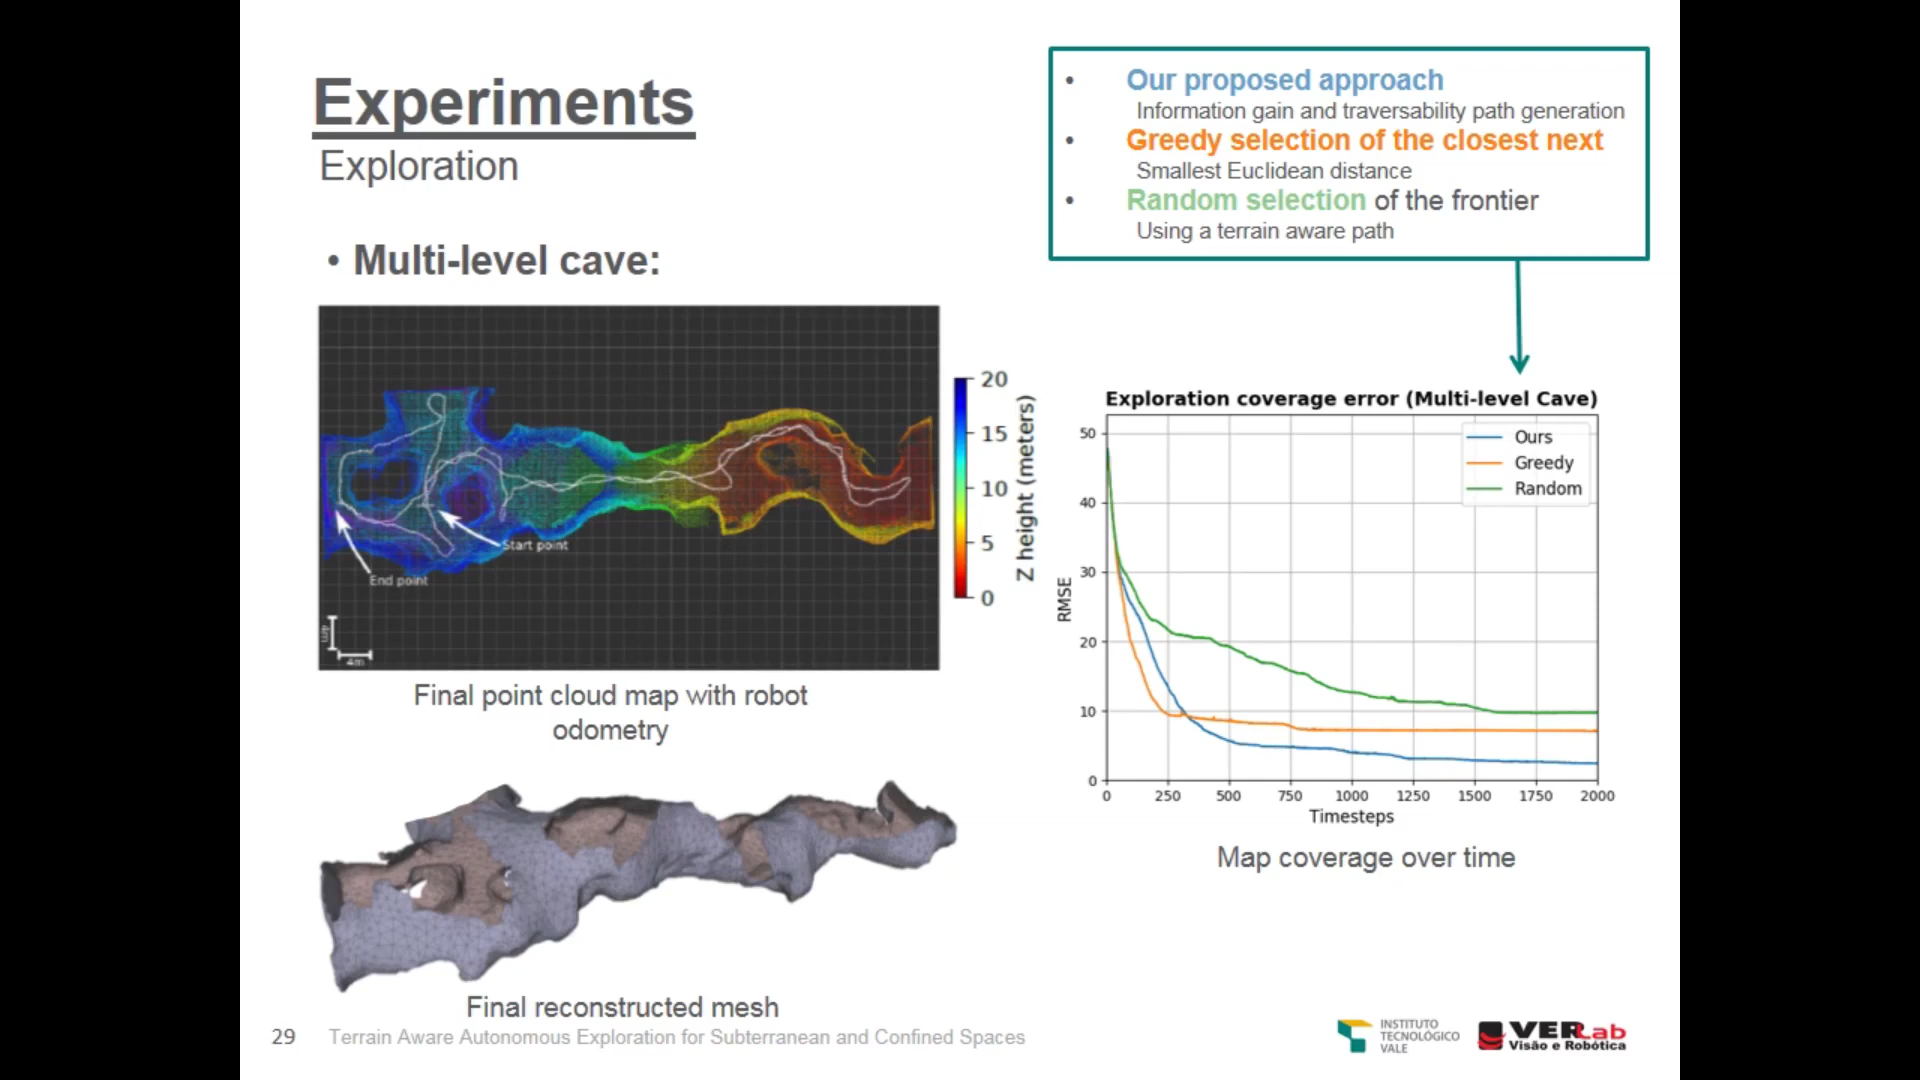 Experiments
Exploration
• Our proposed approach
Information gain and traversability path generation
• Greedy selection of the closest next
Smallest Euclidean distance
• Random selection of the frontier
Using a terrain aware path
• Multi-level cave:
Start point
End point
4m
4m
20
15
10
5
0
Z height (meters)
Final point cloud map with robot
odometry
Final reconstructed mesh
Exploration coverage error (Multi-level Cave)
Ours
Greedy
Random
50
40
30
20
10
0
RMSE
0 250 500 750 1000 1250 1500 1750 2000
Timesteps
Map coverage over time
29 Terrain Aware Autonomous Exploration for Subterranean and Confined Spaces
INSTITUTO
TECNOLÓGICO
VALE
VERLab
Visão e Robótica